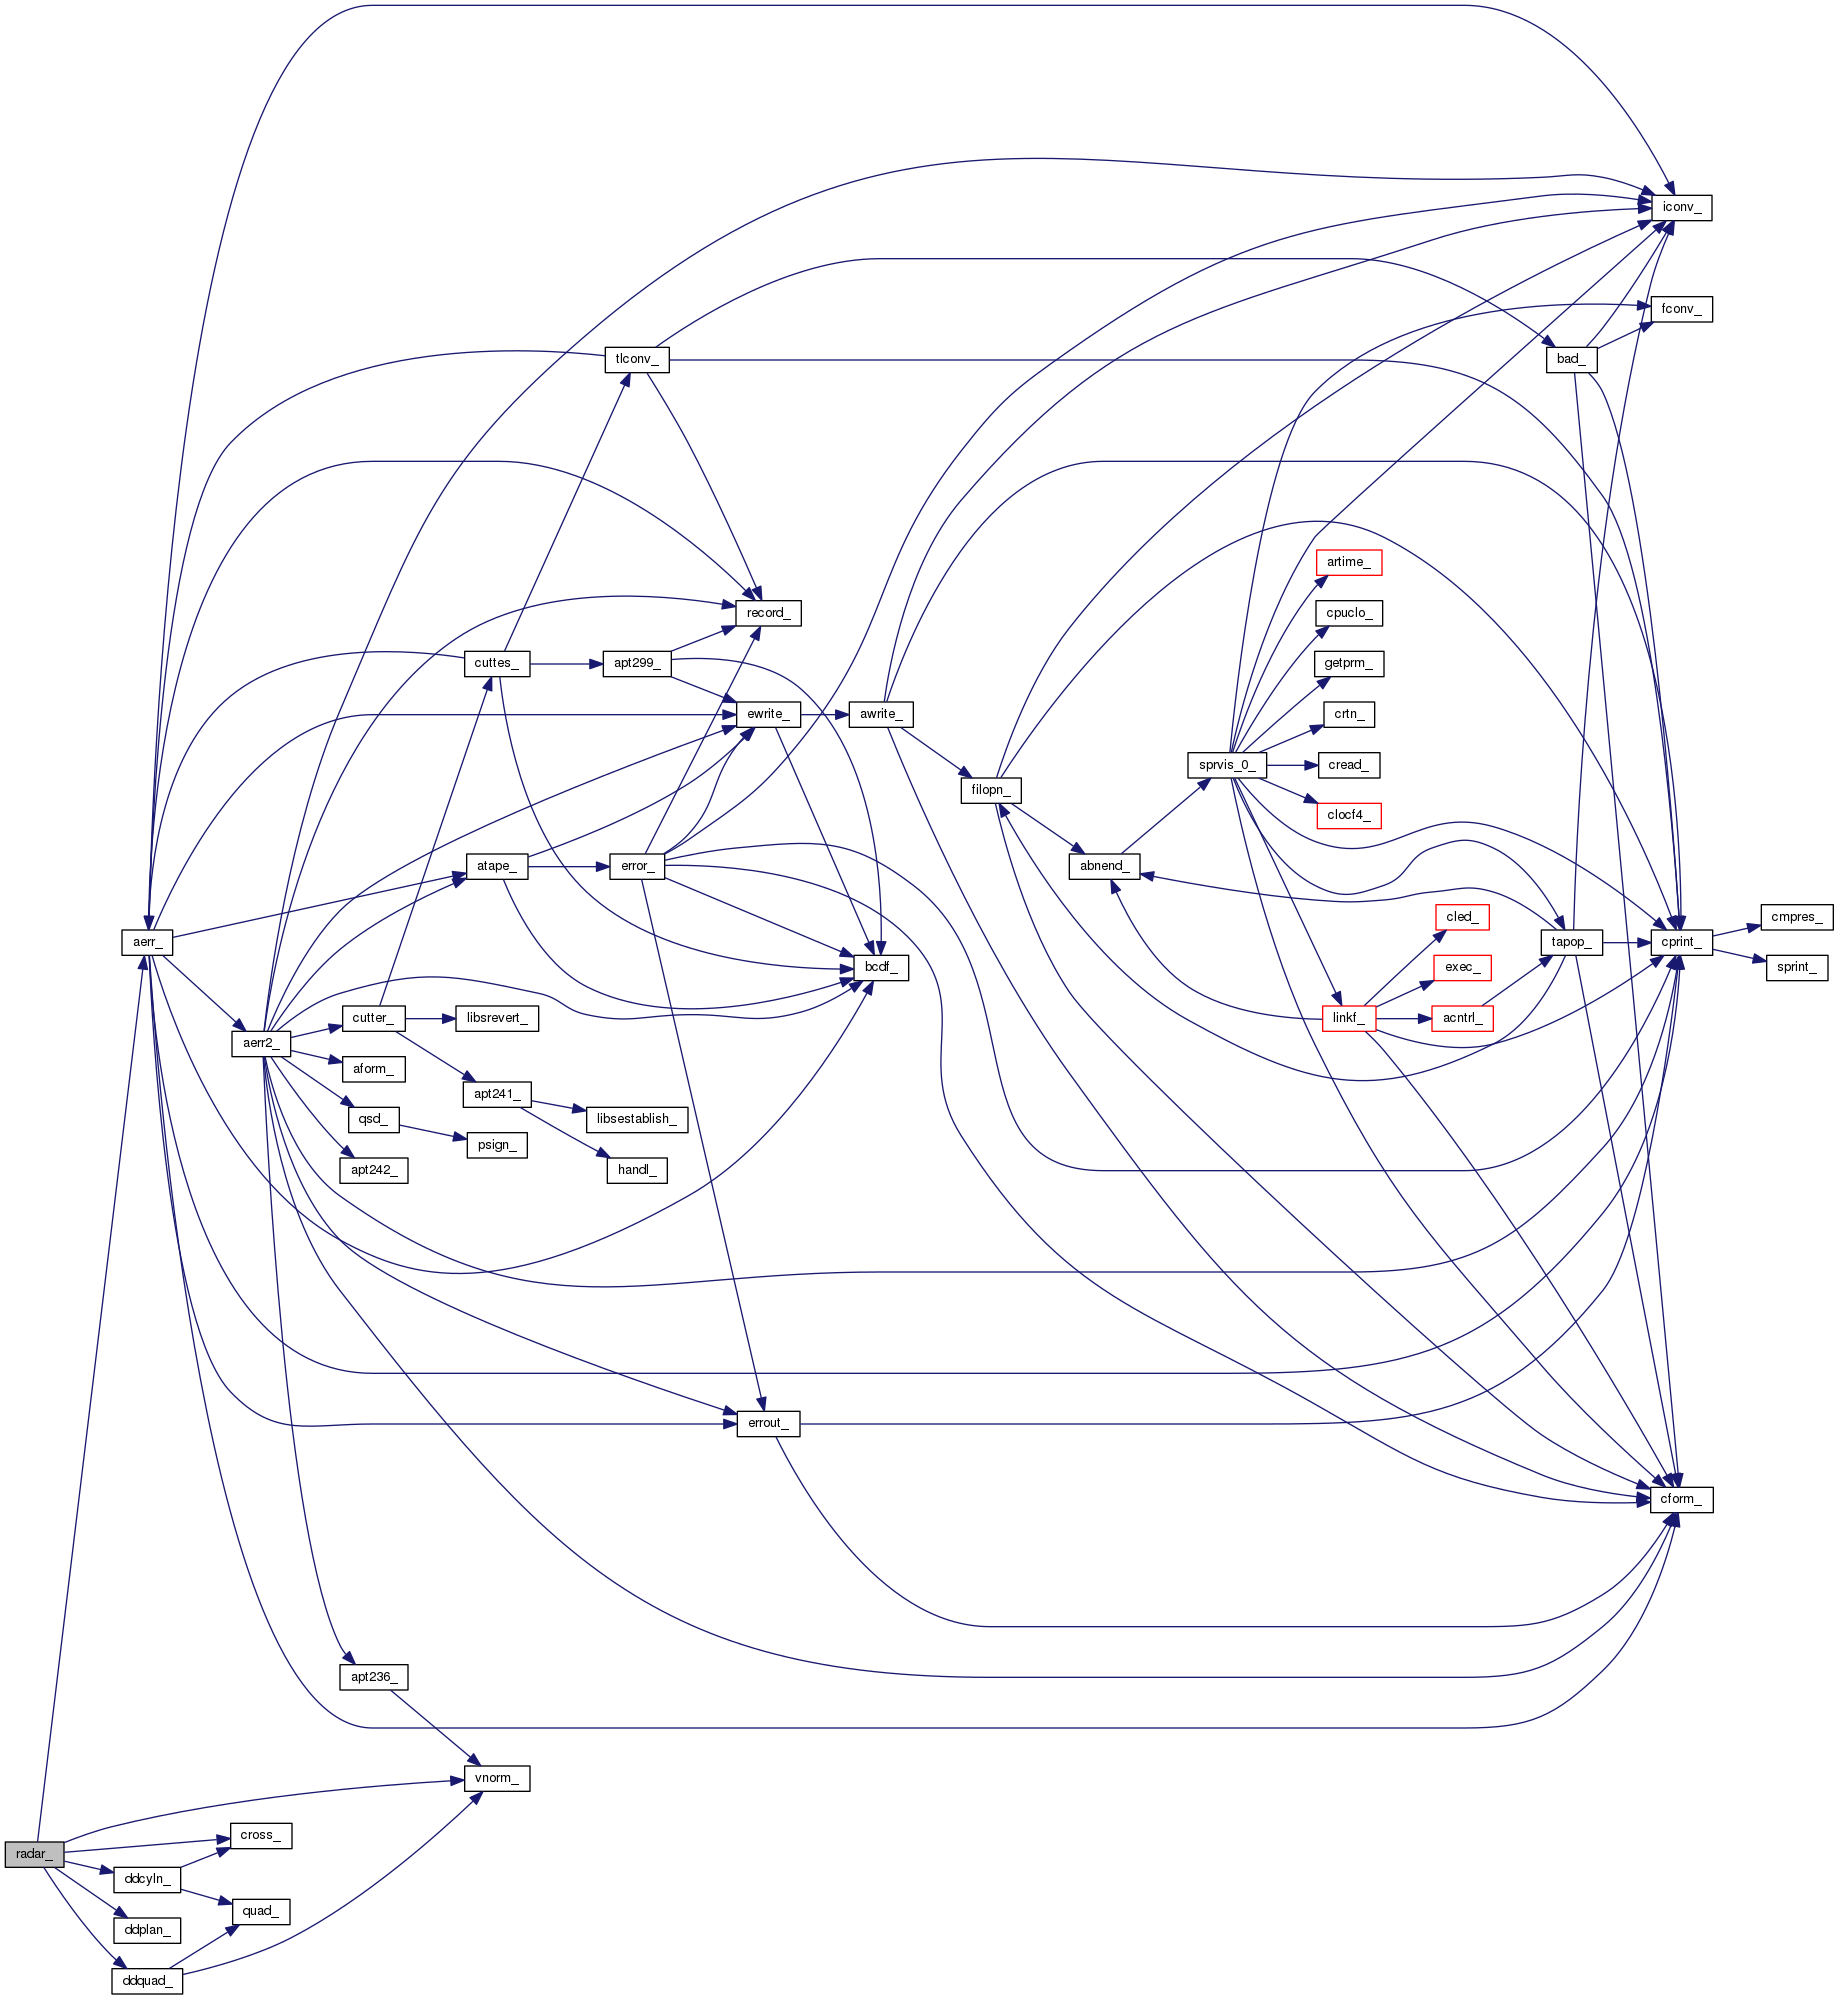 iconv_
fconv_
tlconv_
bad_
artime_
record_
cpuclo_
cuttes_
apt299_
getprm_
ewrite_
awrite_
crtn_
sprvis_0_
cread_
filopn_
clocf4_
atape_
error_
abnend_
cled_
cmpres_
aerr_
tapop_
cprint_
bcdf_
exec_
sprint_
cutter_
libsrevert_
linkf_
acntrl_
aerr2_
aform_
apt241_
qsd_
libsestablish_
psign_
apt242_
handl_
errout_
cform_
apt236_
vnorm_
cross_
radar_
ddcyln_
quad_
ddplan_
ddquad_